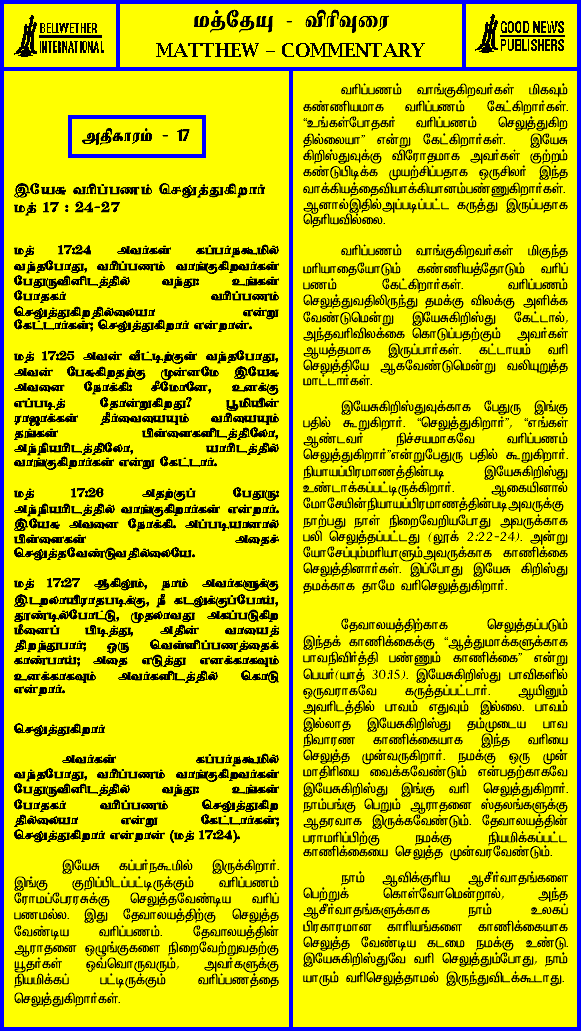 BELIWETHER
INTERNATIONAL
மத்தேயு - விரிவுரை
MATTHEW – COMMENTARY
GOOD NEWS
PUBLISHERS
அதிகாரம் - 17
இயேசு வரிப்பணம் செலுத்துகிறார்
மத் 17 : 24-27
மத் 17:24 அவர்கள் கப்பர்நகூமில்
வந்தபோது, வரிப்பணம் வாங்குகிறவர்கள்
பேதுருவினிடத்தில் வந்து: உங்கள்
போதகர் வரிப்பணம்
செலுத்துகிறதில்லையா என்று
கேட்டார்கள்; செலுத்துகிறார் என்றான்.
மத் 17:25 அவன் வீட்டிற்குள் வந்தபோது,
அவன் பேசுகிறதற்கு முன்னமே இயேசு
அவனை நோக்கி: சீமோனே, உனக்கு
எப்படித் தோன்றுகிறது? பூமியின்
ராஜாக்கள் தீர்வையையும் வரியையும்
தங்கள் பிள்ளைகளிடத்திலோ,
அந்நியரிடத்திலோ, யாரிடத்தில்
வாங்குகிறார்கள் என்று கேட்டார்.
மத் 17:26 அதற்குப் பேதுரு:
அந்நியரிடத்தில் வாங்குகிறார்கள் என்றார்.
இயேசு அவனை நோக்கி. அப்படியானால்
பிள்ளைகள் அதைச்
செலுத்தவேண்டுவதில்லையே.
மத் 17:27 ஆகிலும், நாம் அவர்களுக்கு
இடறலாயிராதபடிக்கு, நீ கடலுக்குப்போய்,
தூண்டில்போட்டு, முதலாவது அகப்படுகிற
மீனைப் பிடித்து, அதின் வாயைத்
திறந்துபார்; ஒரு வெள்ளிப்பணத்தைக்
காண்பாய்; அதை எடுத்து எனக்காகவும்
உனக்காகவும் அவர்களிடத்தில் கொடு
என்றார்.
செலுத்துகிறார்
அவர்கள் கப்பர்நகூமில்
வந்தபோது, வரிப்பணம் வாங்குகிறவர்கள்
பேதுருவினிடத்தில் வந்து: உங்கள்
போதகர் வரிப்பணம் செலுத்துகிற
தில்லையா என்று கேட்டார்கள்;
செலுத்துகிறார் என்றான் (மத் 17:24).
இயேசு கப்பர்நகூமில் இருக்கிறார்.
இங்கு குறிப்பிடப்பட்டிருக்கும் வரிப்பணம்
ரோமப்பேரரசுக்கு செலுத்தவேண்டிய வரிப்
பணமல்ல. இது தேவாலயத்திற்கு செலுத்த
வேண்டிய வரிப்பணம். தேவாலயத்தின்
ஆராதனை ஒழுங்குகளை நிறைவேற்றுவதற்கு
யூதர்கள் ஒவ்வொருவரும், அவர்களுக்கு
நியமிக்கப் பட்டிருக்கும் வரிப்பணத்தை
செலுத்துகிறார்கள்.
வரிப்பணம் வாங்குகிறவர்கள் மிகவும்
கண்ணியமாக வரிப்பணம் கேட்கிறார்கள்.
“உங்கள்போதகர் வரிப்பணம் செலுத்துகிற
தில்லையா” என்று கேட்கிறார்கள். இயேசு
கிறிஸ்துவுக்கு விரோதமாக அவர்கள் குற்றம்
கண்டுபிடிக்க முயற்சிப்பதாக ஒருசிலர் இந்த
வாக்கியத்தைவியாக்கியானம்பண்ணுகிறார்கள்.
ஆனால்இதில்அப்படிப்பட்ட கருத்து இருப்பதாக
தெரியவில்லை.
வரிப்பணம் வாங்குகிறவர்கள் மிகுந்த
மரியாதையோடும் கண்ணியத்தோடும் வரிப்
பணம் கேட்கிறார்கள். வரிப்பணம்
செலுத்துவதிலிருந்து தமக்கு விலக்கு அளிக்க
வேண்டுமென்று இயேசுகிறிஸ்து கேட்டால்,
அந்தவரிவிலக்கை கொடுப்பதற்கும் அவர்கள்
ஆயத்தமாக இருப்பார்கள். கட்டாயம் வரி
செலுத்தியே ஆகவேண்டுமென்று வலியுறுத்த
மாட்டார்கள்.
இயேசுகிறிஸ்துவுக்காக பேதுரு இங்கு
பதில் கூறுகிறார். “செலுத்துகிறார்”, “எங்கள்
ஆண்டவர் நிச்சயமாகவே வரிப்பணம்
செலுத்துகிறார்”என்றுபேதுரு பதில் கூறுகிறார்.
நியாயப்பிரமாணத்தின்படி இயேசுகிறிஸ்து
உண்டாக்கப்பட்டிருக்கிறார். ஆகையினால்
மோசேயின்நியாயப்பிரமாணத்தின்படிஅவருக்கு
நாற்பது நாள் நிறைவேறியபோது அவருக்காக
பலி செலுத்தப்பட்டது (லூக் 2:22-24). அன்று
யோசேப்பும்மரியாளும்அவருக்காக காணிக்கை
செலுத்தினார்கள். இப்போது இயேசு கிறிஸ்து
தமக்காக தாமே வரிசெலுத்துகிறார்.
தேவாலயத்திற்காக செலுத்தப்படும்
இந்தக் காணிக்கைக்கு “ஆத்துமாக்களுக்காக
பாவநிவிர்த்தி பண்ணும் காணிக்கை” என்று
பெயர்(யாத் 30:15). இயேசுகிறிஸ்து பாவிகளில்
ஒருவராகவே கருத்தப்பட்டார். ஆயினும்
அவரிடத்தில் பாவம் எதுவும் இல்லை. பாவம்
இல்லாத இயேசுகிறிஸ்து தம்முடைய பாவ
நிவாரண காணிக்கையாக இந்த வரியை
செலுத்த முன்வருகிறார். நமக்கு ஒரு முன்
மாதிரியை வைக்கவேண்டும் என்பதற்காகவே
இயேசுகிறிஸ்து இங்கு வரி செலுத்துகிறார்.
நாம்பங்கு பெறும் ஆராதனை ஸ்தலங்களுக்கு
ஆதரவாக இருக்கவேண்டும். தேவாலயத்தின்
பராமரிப்பிற்கு நமக்கு நியமிக்கப்பட்ட
காணிக்கையை செலுத்த முன்வரவேண்டும்.
நாம் ஆவிக்குரிய ஆசீர்வாதங்களை
பெற்றுக் கொள்வோமென்றால், அந்த
ஆசீர்வாதங்களுக்காக நாம் உலகப்
பிரகாரமான காரியங்களை காணிக்கையாக
செலுத்த வேண்டிய கடமை நமக்கு உண்டு.
இயேசுகிறிஸ்துவே வரி செலுத்தும்போது, நாம்
யாரும் வரிசெலுத்தாமல் இருந்துவிடக்கூடாது.